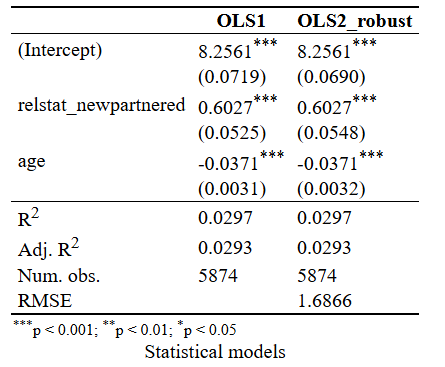 OLS1 OLS2_robust
(Intercept) 8.2561*** 8.2561***
(0.0719) (0.0690)
relstat_newpartnered 0.6027*** 0.6027***
(0.0525) (0.0548)
age -0.0371*** -0.0371***
(0.0031) (0.0032)
R2 0.0297 0.0297
Adj. R2 0.0293 0.0293
Num. obs. 5874 5874
RMSE 1.6866
***p < 0.001; **p < 0.01; *p < 0.05
Statistical models